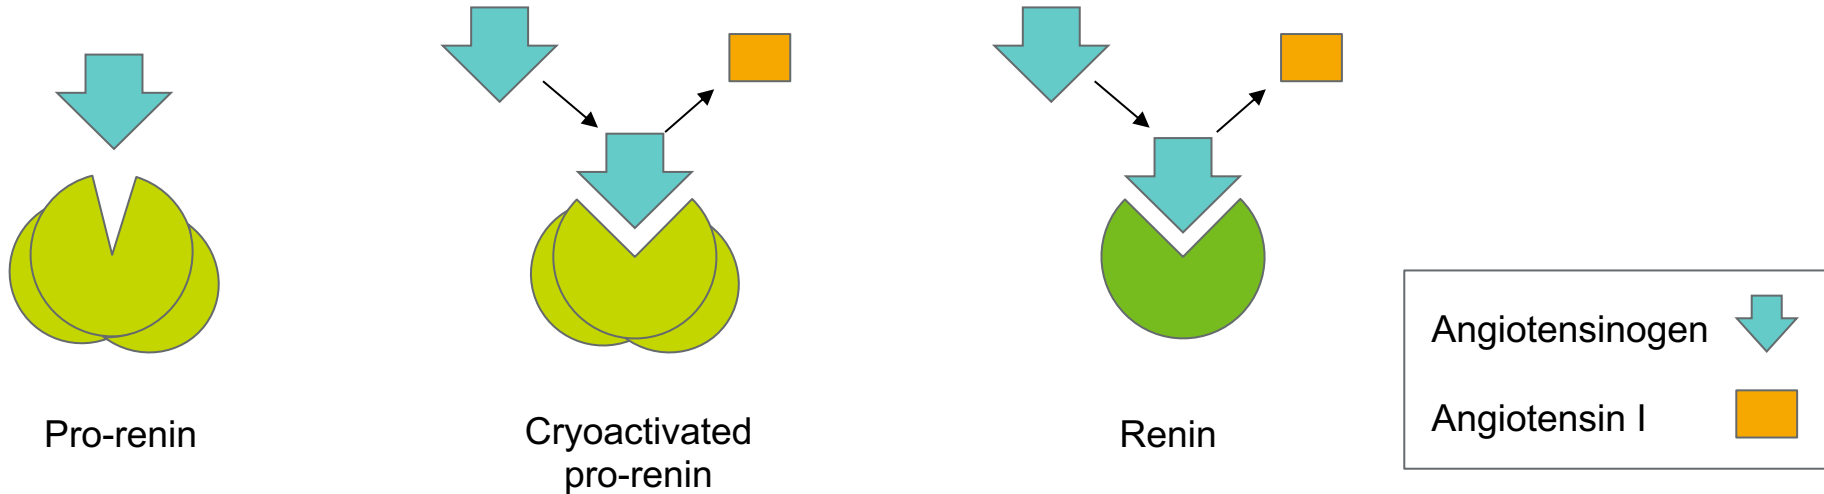 Pro-renin
Cryoactivated
pro-renin
Renin
Angiotensinogen
Angiotensin I